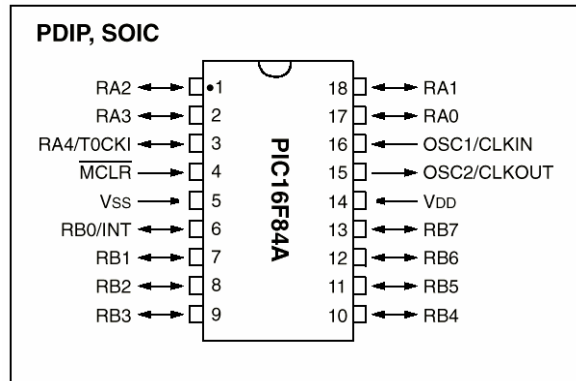 PDIP, SOIC
RA2 1 18 RA1
RA3 2 17 RA0
RA4/T0CKI 3 16 OSC1/CLKIN
MCLR 4 15 OSC2/CLKOUT
VSS 5 14 VDD
RB0/INT 6 13 RB7
RB1 7 12 RB6
RB2 8 11 RB5
RB3 9 10 RB4
PIC16F84A